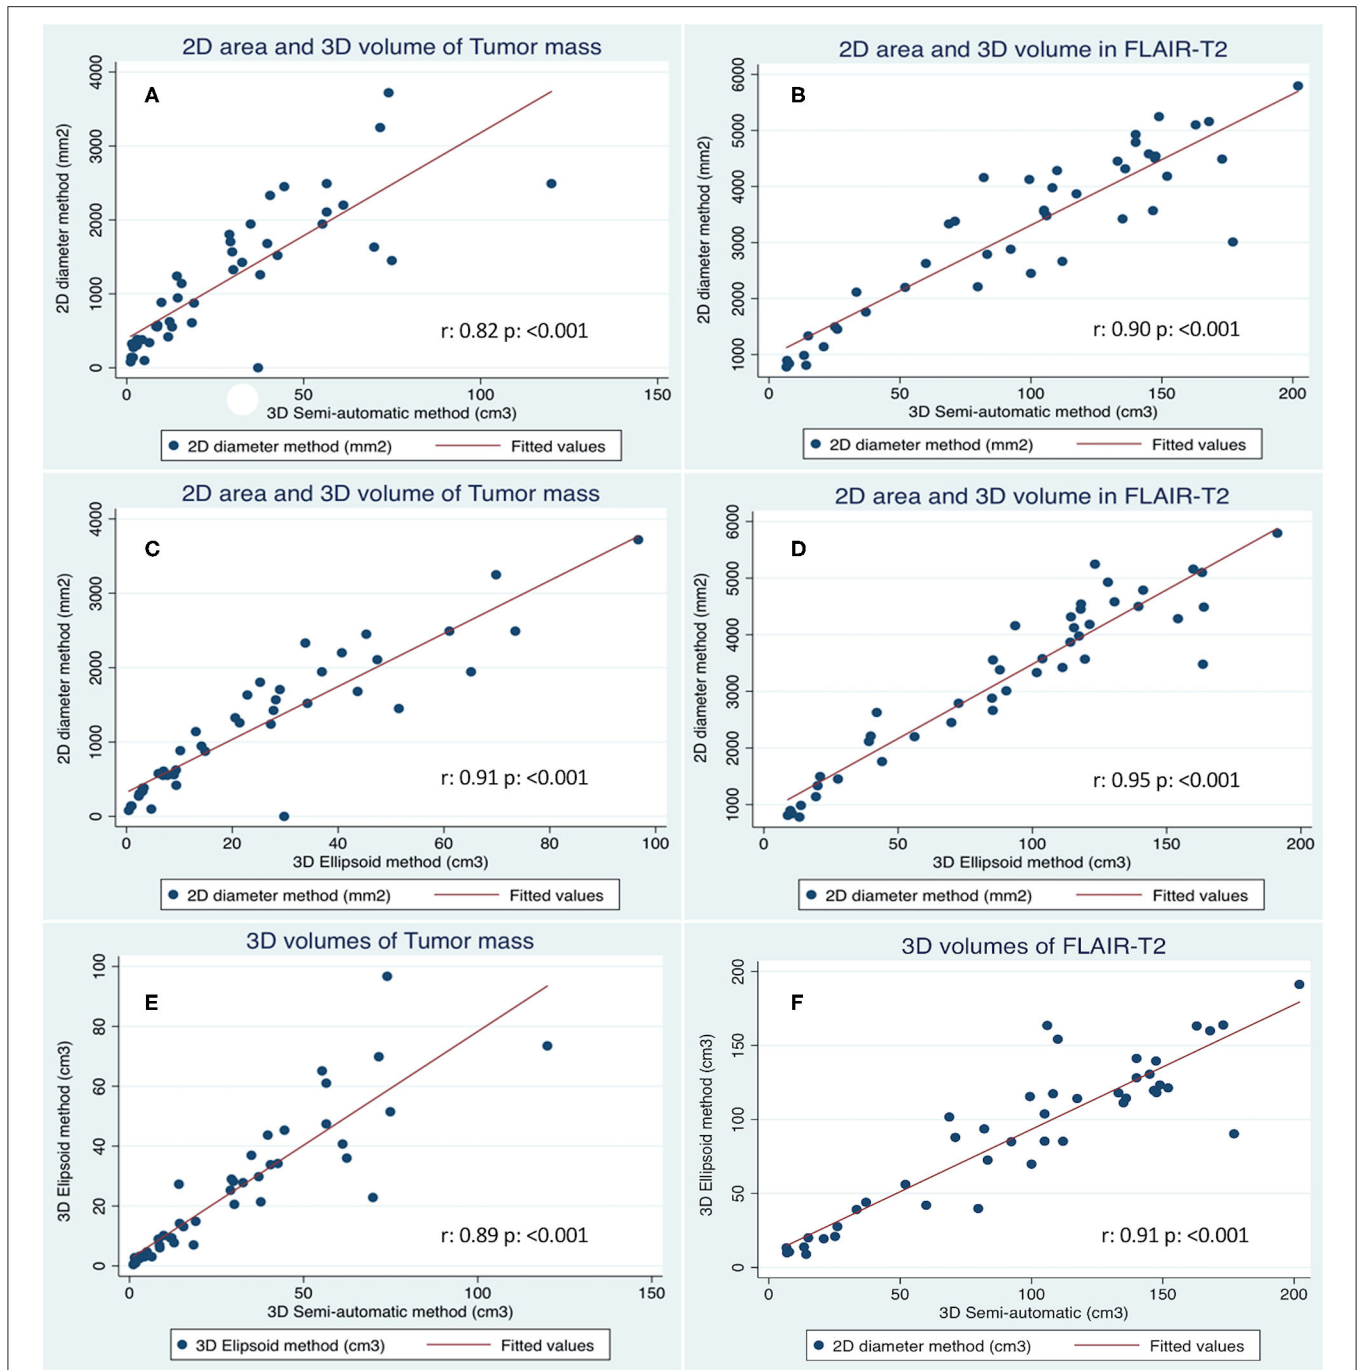 2D area and 3D volume of Tumor mass
A
2D diameter method (mm2)
4000
3000
2000
1000
0
r: 0.82 p: <0.001
0 50 100 150
3D Semi-automatic method (cm3)
2D diameter method (mm2) Fitted values
2D area and 3D volume in FLAIR-T2
B
2D diameter method (mm2)
6000
5000
4000
3000
2000
1000
r: 0.90 p: <0.001
0 50 100 150 200
3D Semi-automatic method (cm3)
2D diameter method (mm2) Fitted values
2D area and 3D volume of Tumor mass
C
2D diameter method (mm2)
4000
3000
2000
1000
0
r: 0.91 p: <0.001
0 20 40 60 80 100
3D Ellipsoid method (cm3)
2D diameter method (mm2) Fitted values
2D area and 3D volume in FLAIR-T2
D
2D diameter method (mm2)
6000
5000
4000
3000
2000
1000
r: 0.95 p: <0.001
0 50 100 150 200
3D Ellipsoid method (cm3)
2D diameter method (mm2) Fitted values
3D volumes of Tumor mass
E
3D Elipsoid method (cm3)
100
80
60
40
20
0
r: 0.89 p: <0.001
0 50 100 150
3D Semi-automatic method (cm3)
3D Elipsoid method (cm3) Fitted values
3D volumes of FLAIR-T2
F
3D Ellipsoid method (cm3)
200
150
100
50
0
r: 0.91 p: <0.001
0 50 100 150 200
3D Semi-automatic (cm3)
2D diameter method (cm3) Fitted values